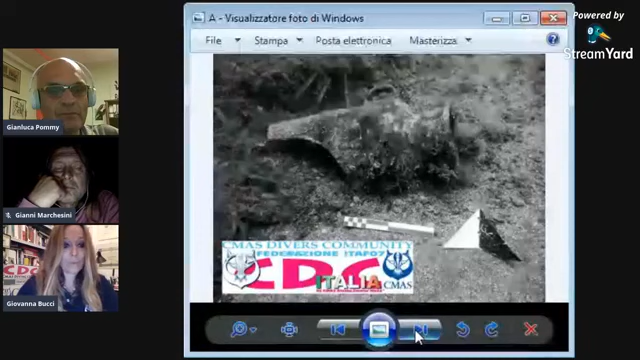 A - Visualizzatore foto di Windows
File
Stampa
Posta elettronica
Masterizza
Powered by
StreamYard
Gianluca Pommy
Gianni Marchesini
Giovanna Bucci
CMAS DIVERS COMMUNITY
FEDERAZIONE ITAF07
CDC
ITALIA
CMAS